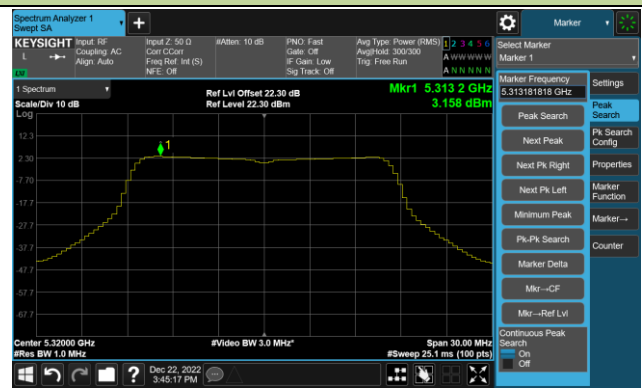 Spectrum Analyzer 1
Swept SA
Marker
KEYSIGHT
L
LW
Input: RF
Coupling: AC
Align: Auto
Input Z: 50 Ω
Corr CCorr
Freq Ref: Int (S)
NFE: Off
#Atten: 10 dB
PNO: Fast
Gate: Off
IF Gain: Low
Sig Track: Off
Avg Type: Power (RMS)
Avg|Hold: 300/300
Trig: Free Run
1 2 3 4 5 6
A W W W W W
A N N N N N
Select Marker
Marker 1
1 Spectrum
Scale/Div 10 dB
Log
Ref Lvl Offset 22.30 dB
Ref Level 22.30 dBm
Mkr1 5.313 2 GHz
3.158 dBm
12.3
2.30
-7.70
-17.7
-27.7
-37.7
-47.7
-57.7
-67.7
1
Center 5.32000 GHz
#Res BW 1.0 MHz
#Video BW 3.0 MHz*
Span 30.00 MHz
#Sweep 25.1 ms (100 pts)
Marker Frequency
5.313181818 GHz
Peak Search
Next Peak
Next Pk Right
Next Pk Left
Minimum Peak
Pk-Pk Search
Marker Delta
Mkr→CF
Mkr→Ref Lvl
Continuous Peak
Search
On
Off
Settings
Peak
Search
Pk Search
Config
Properties
Marker
Function
Marker→
Counter
?
Dec 22, 2022
3:45:17 PM